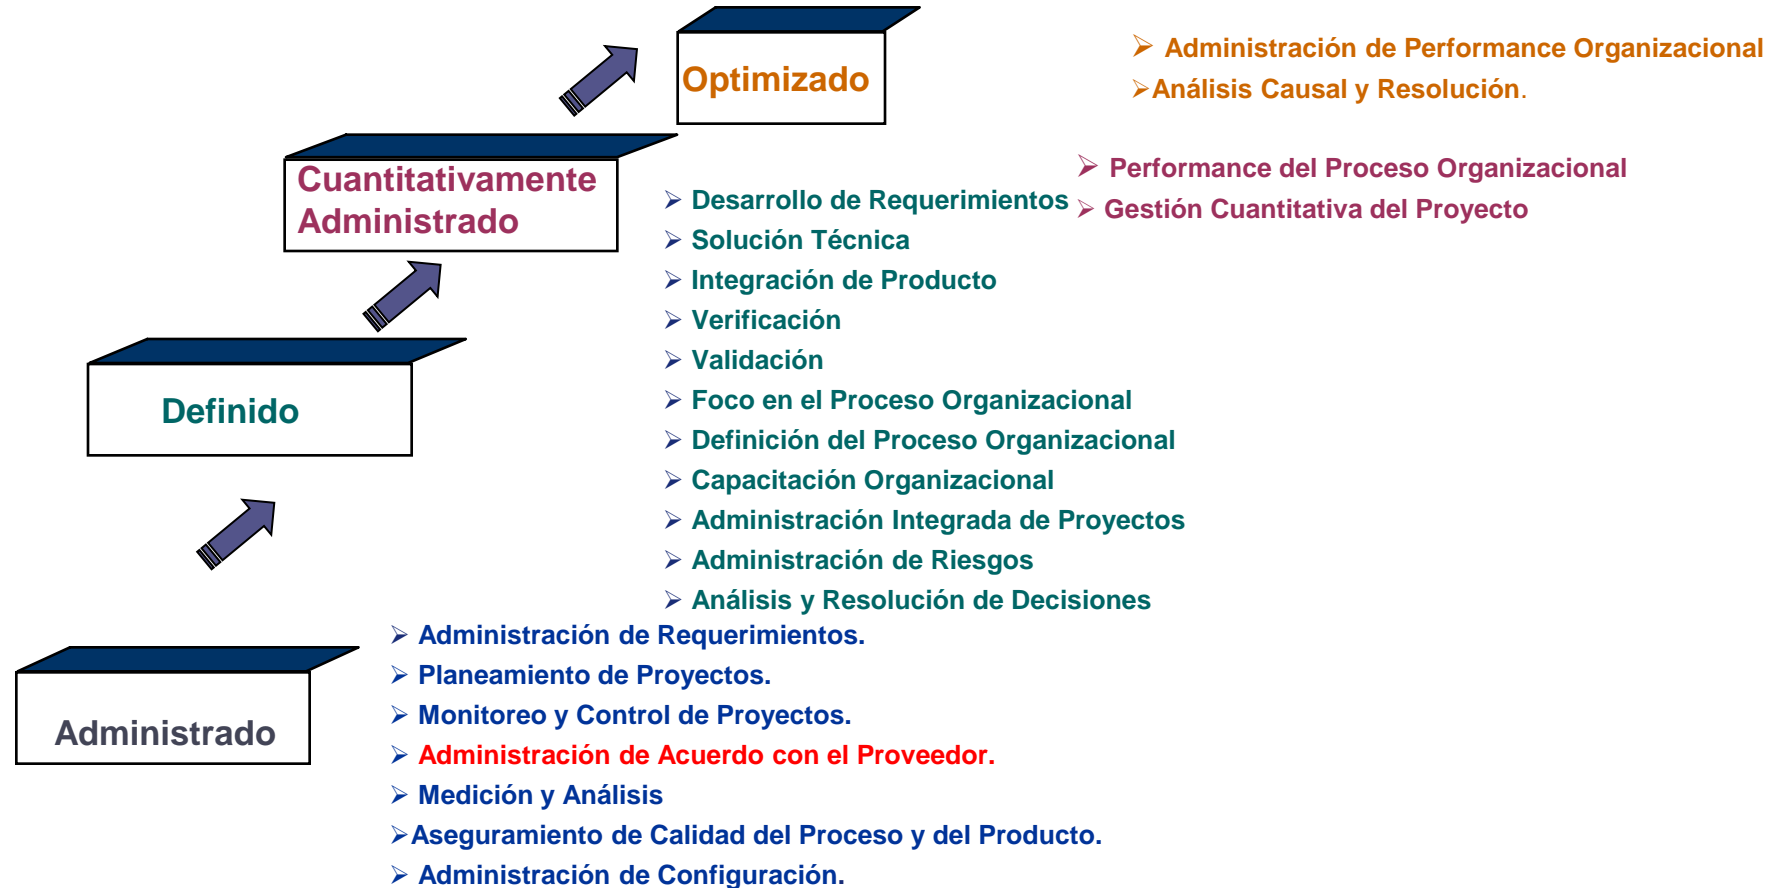 Optimizado
➢ Administración de Performance Organizacional
➢Análisis Causal y Resolución.
Cuantitativamente
Administrado
➢ Performance del Proceso Organizacional
➢ Gestión Cuantitativa del Proyecto
Definido
➢ Desarrollo de Requerimientos
➢ Solución Técnica
➢ Integración de Producto
➢ Verificación
➢ Validación
➢ Foco en el Proceso Organizacional
➢ Definición del Proceso Organizacional
➢ Capacitación Organizacional
➢ Administración Integrada de Proyectos
➢ Administración de Riesgos
➢ Análisis y Resolución de Decisiones
Administrado
➢ Administración de Requerimientos.
➢ Planeamiento de Proyectos.
➢ Monitoreo y Control de Proyectos.
➢ Administración de Acuerdo con el Proveedor.
➢ Medición y Análisis
➢Aseguramiento de Calidad del Proceso y del Producto.
➢ Administración de Configuración.